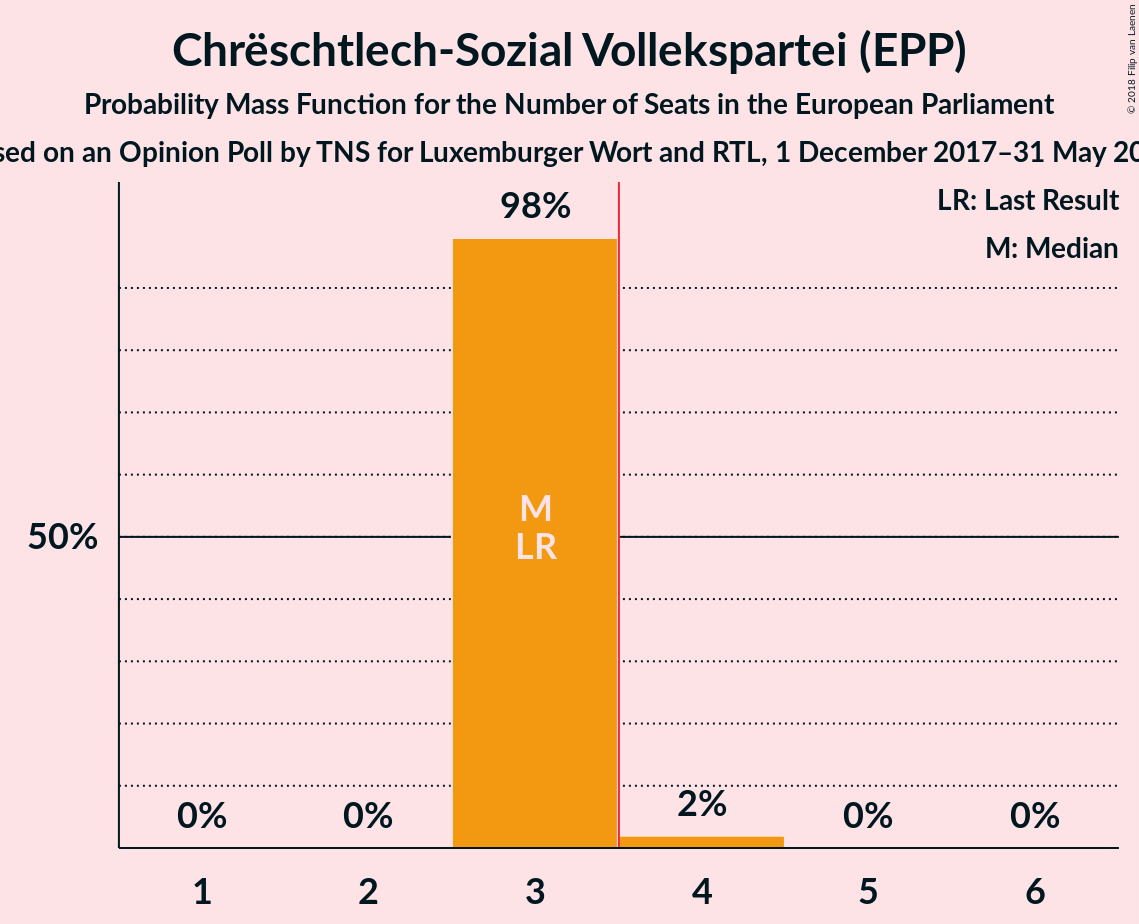 Chrëschtlech-Sozial Vollekspartei (EPP)
Probability Mass Function for the Number of Seats in the European Parliament
on an Opinion Poll by TNS for Luxemburger Wort and RTL, 1 December 2017–31 May
© 2018 Filip van Laenen
LR: Last Result
M: Median
98%
M
LR
50%
0% 0% 2% 0% 0%
1 2 3 4 5 6